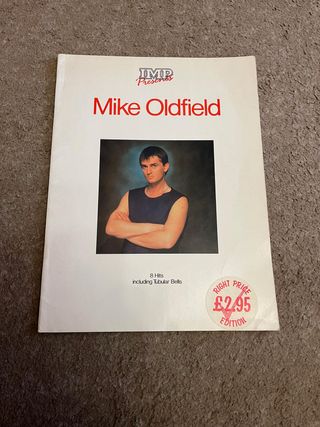 IMP
Presents
Mike Oldfield
8 Hits
including Tubular Bells
RIGHT PRICE
£2.95
EDITION